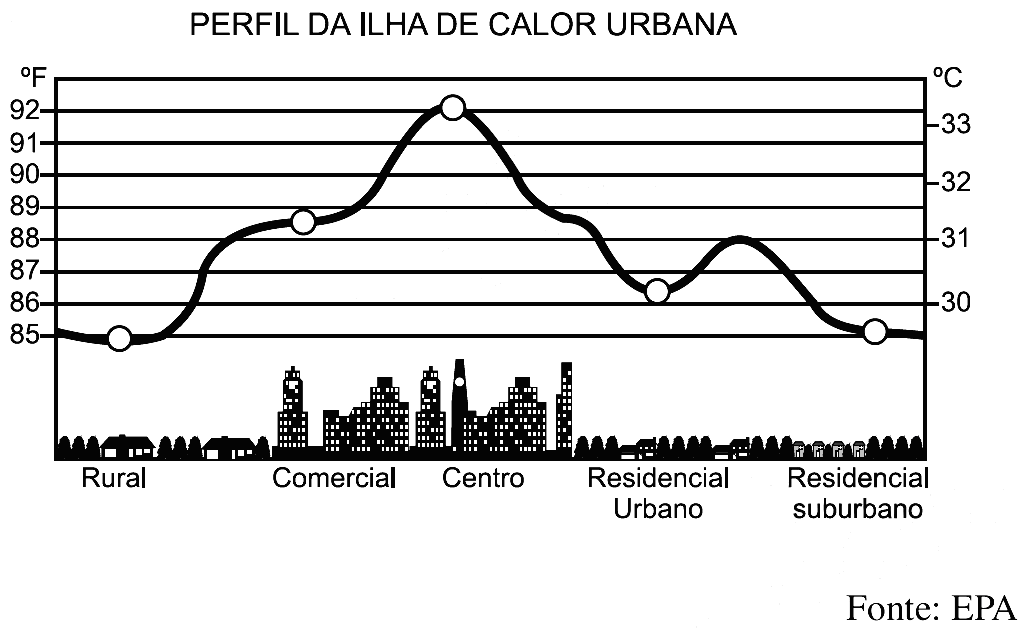 PERFIL DA ILHA DE CALOR URBANA
ºF
ºC
92
91
90
89
88
87
86
85
33
32
31
30
Rural
Comercial
Centro
Residencial
Urbano
Residencial
suburbano
Fonte: EPA